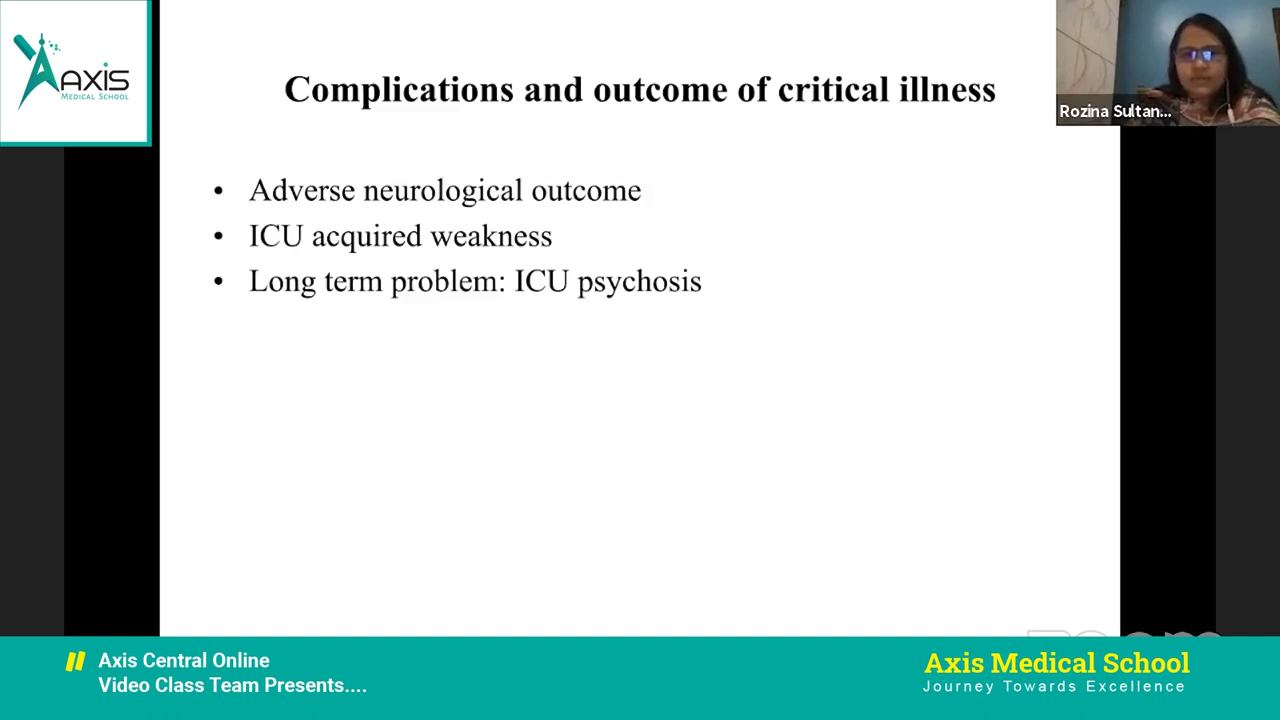 AXIS
MEDICAL SCHOOL
Complications and outcome of critical illness
Rozina Sultan...
• Adverse neurological outcome
• ICU acquired weakness
• Long term problem: ICU psychosis
Axis Central Online
Video Class Team Presents....
Axis Medical School
Journey Towards Excellence